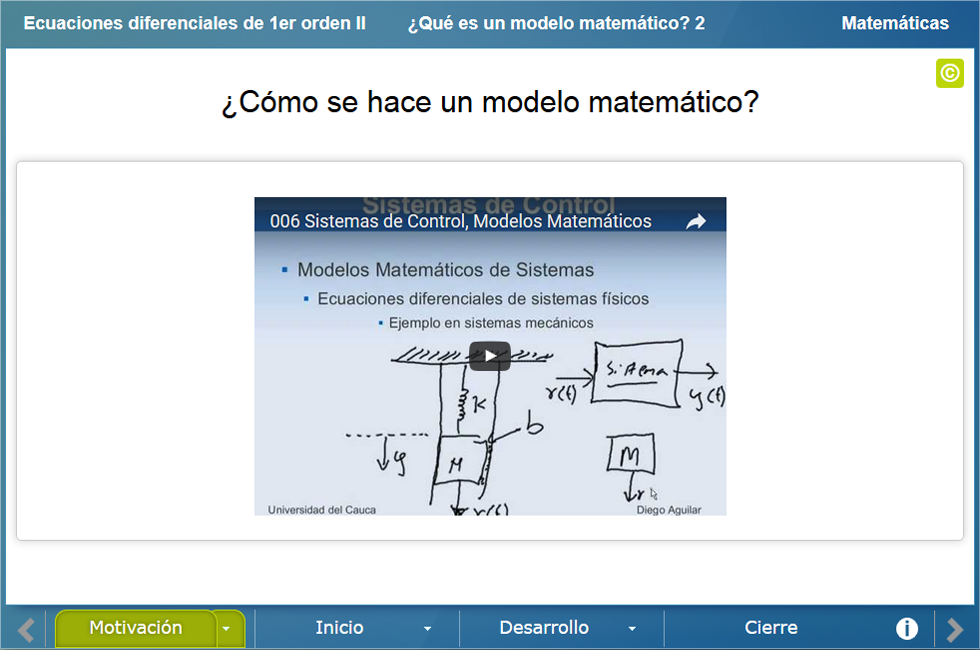 Ecuaciones diferenciales de 1er orden II ¿Qué es un modelo matemático? 2 Matemáticas
©
¿Cómo se hace un modelo matemático?
Sistemas de Control
006 Sistemas de Control, Modelos Matemáticos
▪ Modelos Matemáticos de Sistemas
▪ Ecuaciones diferenciales de sistemas físicos
▪ Ejemplo en sistemas mecánicos
Sistema
r(t)
y(t)
K
b
y
M
M
r(t)
r
Universidad del Cauca Diego Aguilar
Motivación Inicio Desarrollo Cierre i